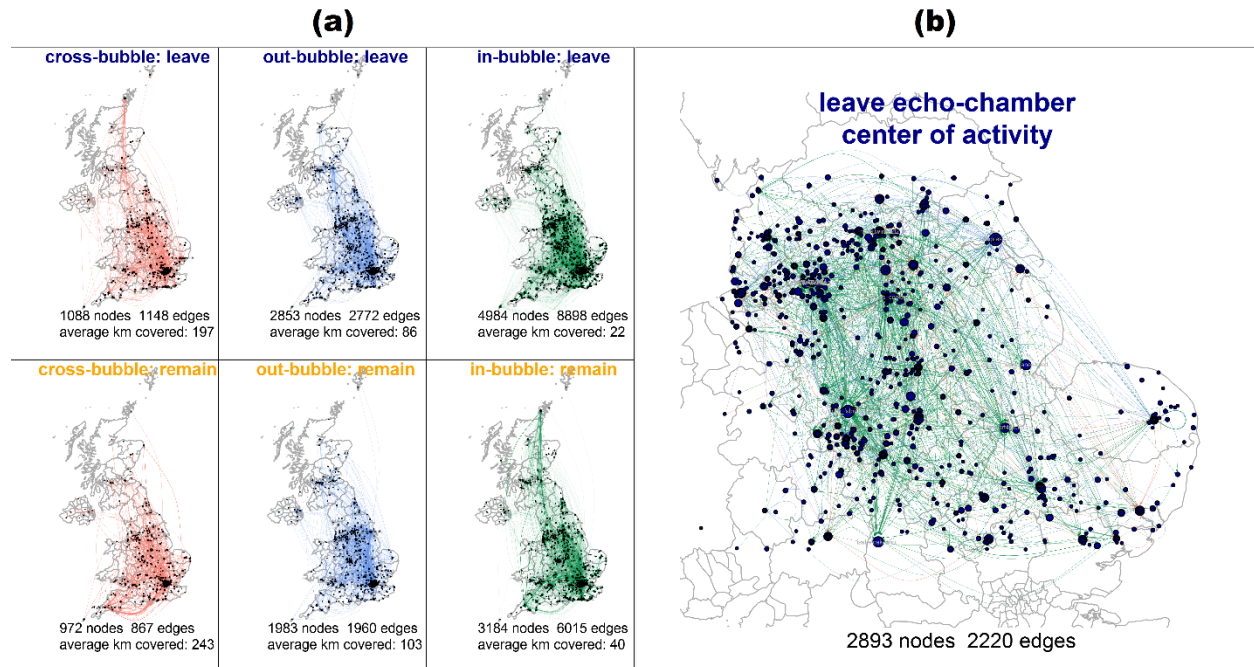 (a)
(b)
cross-bubble: leave
out-bubble: leave
in-bubble: leave
1088 nodes 1148 edges
average km covered: 197
2853 nodes 2772 edges
average km covered: 86
4984 nodes 8898 edges
average km covered: 22
cross-bubble: remain
out-bubble: remain
in-bubble: remain
972 nodes 867 edges
average km covered: 243
1983 nodes 1960 edges
average km covered: 103
3184 nodes 6015 edges
average km covered: 40
leave echo-chamber
center of activity
2893 nodes 2220 edges